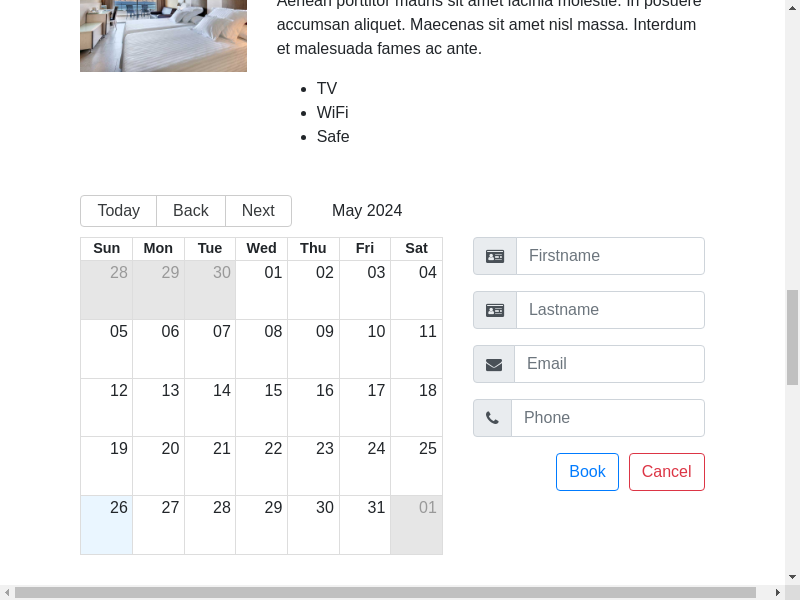 Aenean porttitor mauris sit amet lacinia molestie. In posuere
accumsan aliquet. Maecenas sit amet nisl massa. Interdum
et malesuada fames ac ante.
TV
WiFi
Safe
Today Back Next May 2024
Sun Mon Tue Wed Thu Fri Sat
28 29 30 01 02 03 04
05 06 07 08 09 10 11
12 13 14 15 16 17 18
19 20 21 22 23 24 25
26 27 28 29 30 31 01
Firstname
Lastname
Email
Phone
Book Cancel